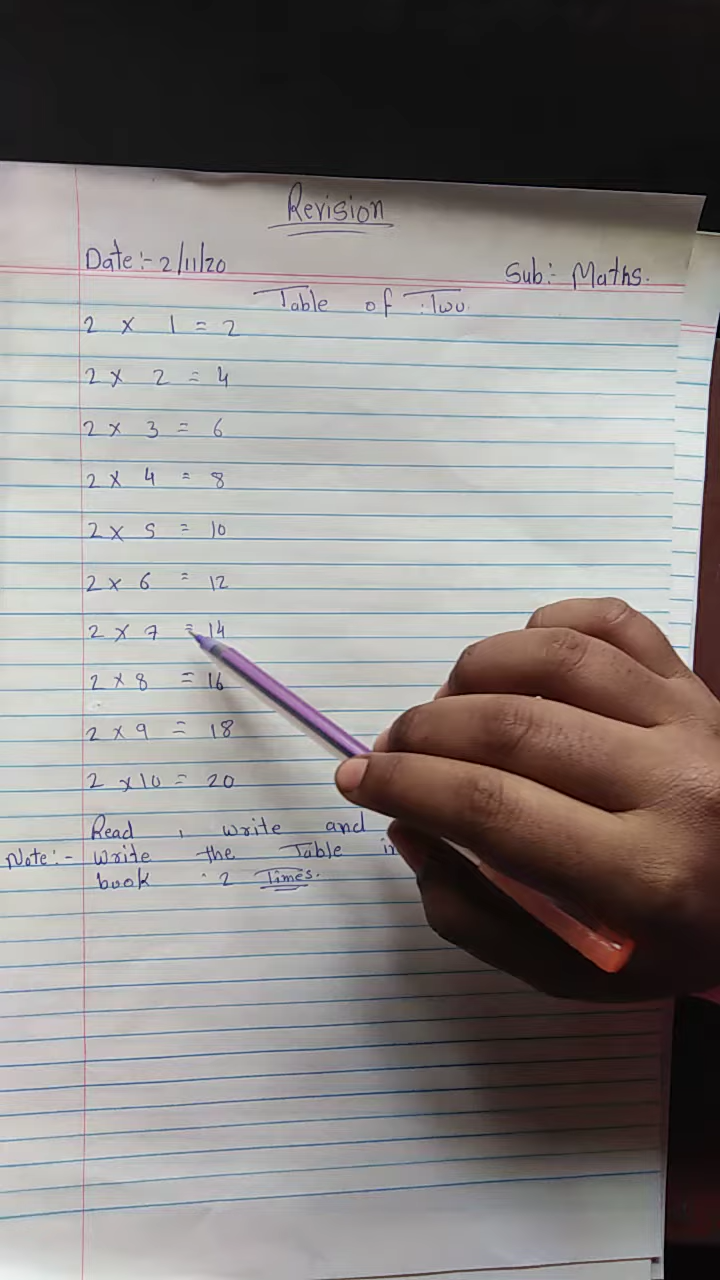 Revision
Date:- 2/11/20
Sub:- Maths.
Table of Two.
2 x 1 = 2
2 x 2 = 4
2 x 3 = 6
2 x 4 = 8
2 x 5 = 10
2 x 6 = 12
2 x 7 = 14
2 x 8 = 16
2 x 9 = 18
2 x 10 = 20
Read , write and
Note:- write the Table in
book 2 Times.